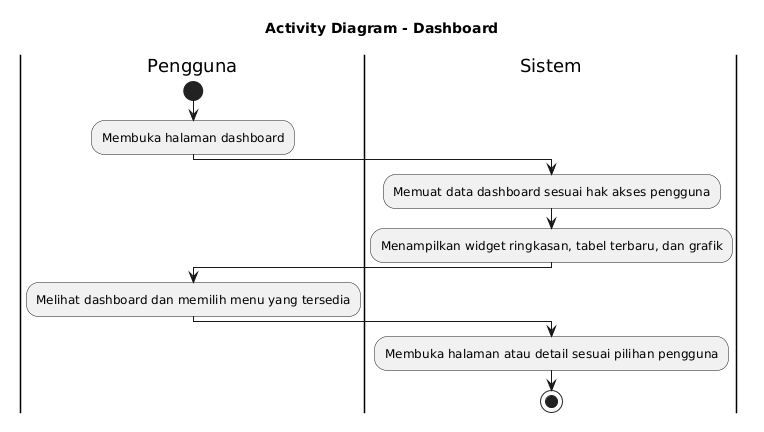 Activity Diagram - Dashboard
Pengguna
Sistem
Membuka halaman dashboard
Memuat data dashboard sesuai hak akses pengguna
Menampilkan widget ringkasan, tabel terbaru, dan grafik
Melihat dashboard dan memilih menu yang tersedia
Membuka halaman atau detail sesuai pilihan pengguna